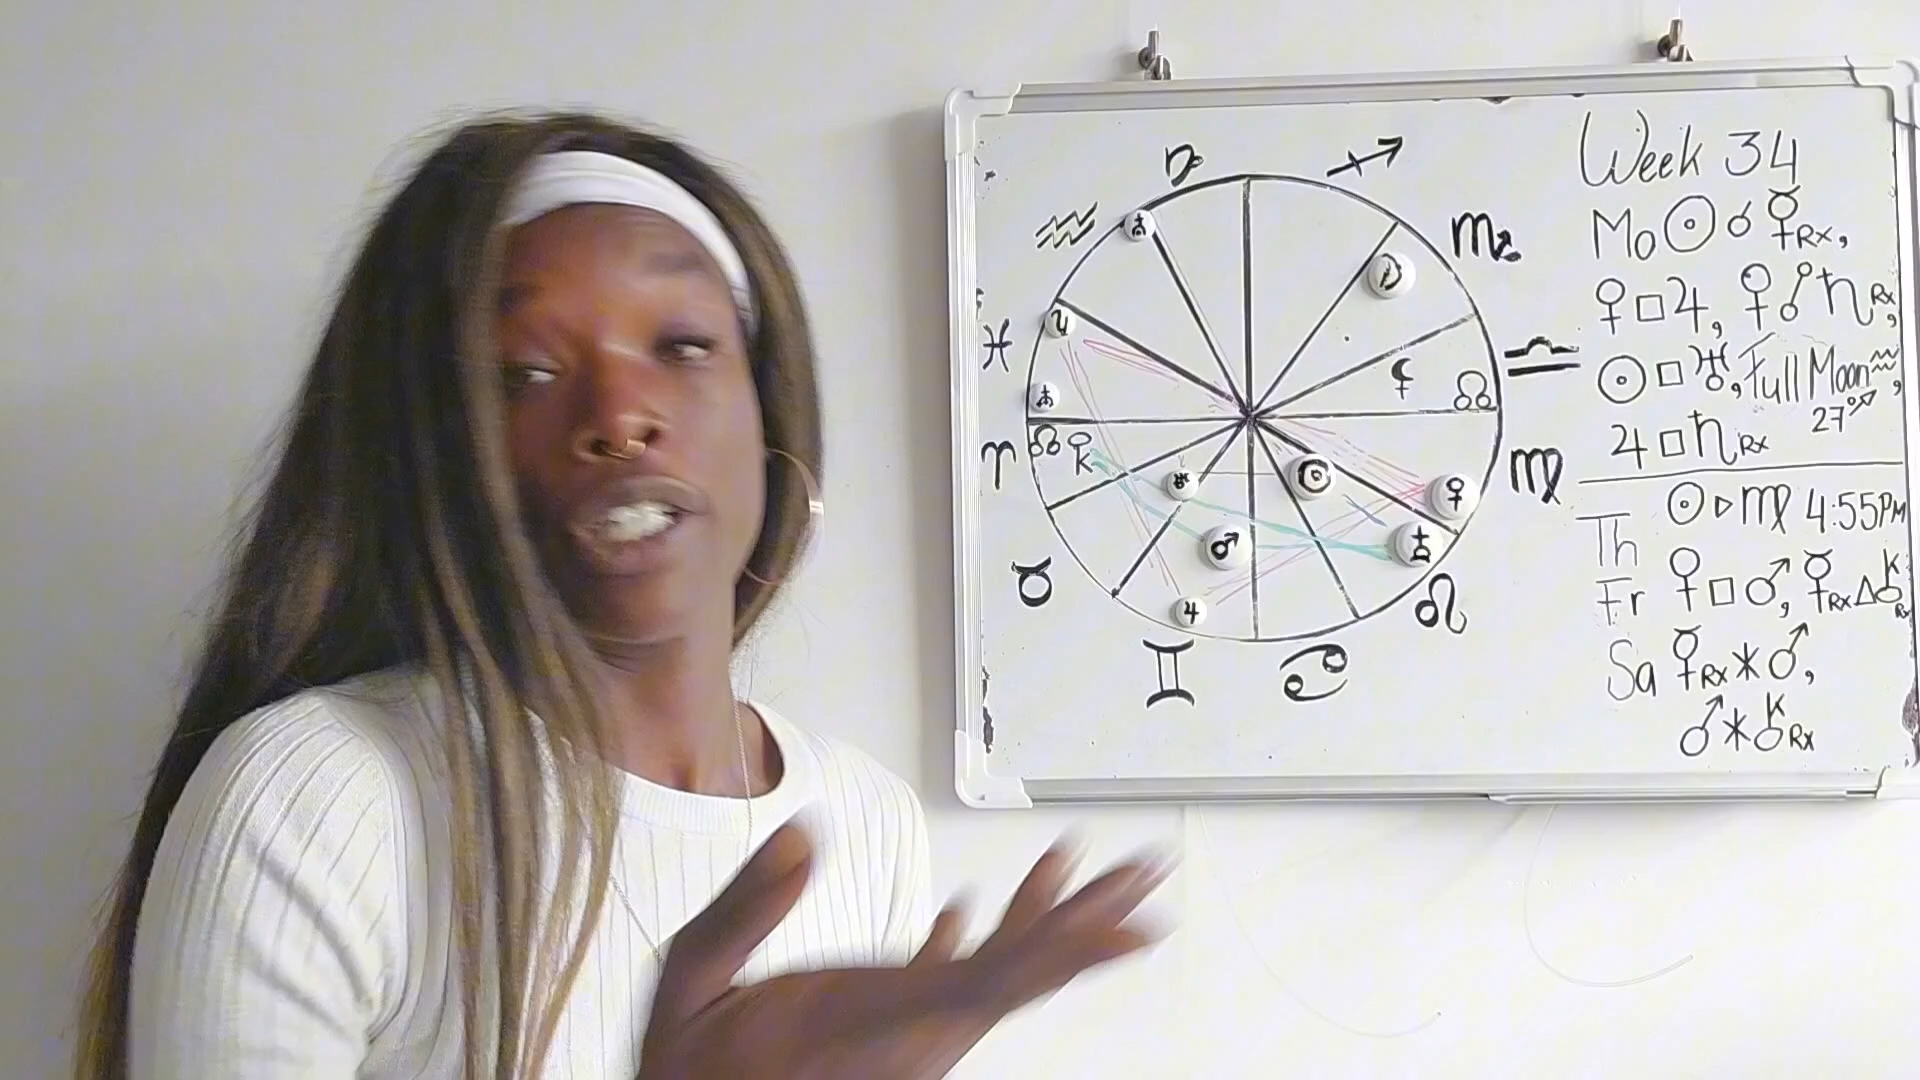 Week 34
Mo ☉ ☌ ☿Rx,
♀ □ ♃, ♀ ☍ ♄Rx,
☉ □ ♅, Full Moon ♒,
27°
♃ □ ♄Rx
☉ ▷ ♍ 4:55PM
Th
Fr ♀ □ ♂, ☿Rx △ ⚷Rx
Sa ☿Rx ⚹ ♂,
♂ ⚹ ⚷Rx
♑ ♐
♒ ♏
♓ ♎
♈ ♍
♉ ♌
♊ ♋
☽
♆
⚸ ☊
☊ ⚷
♅ ☉ ♀
♂
♃